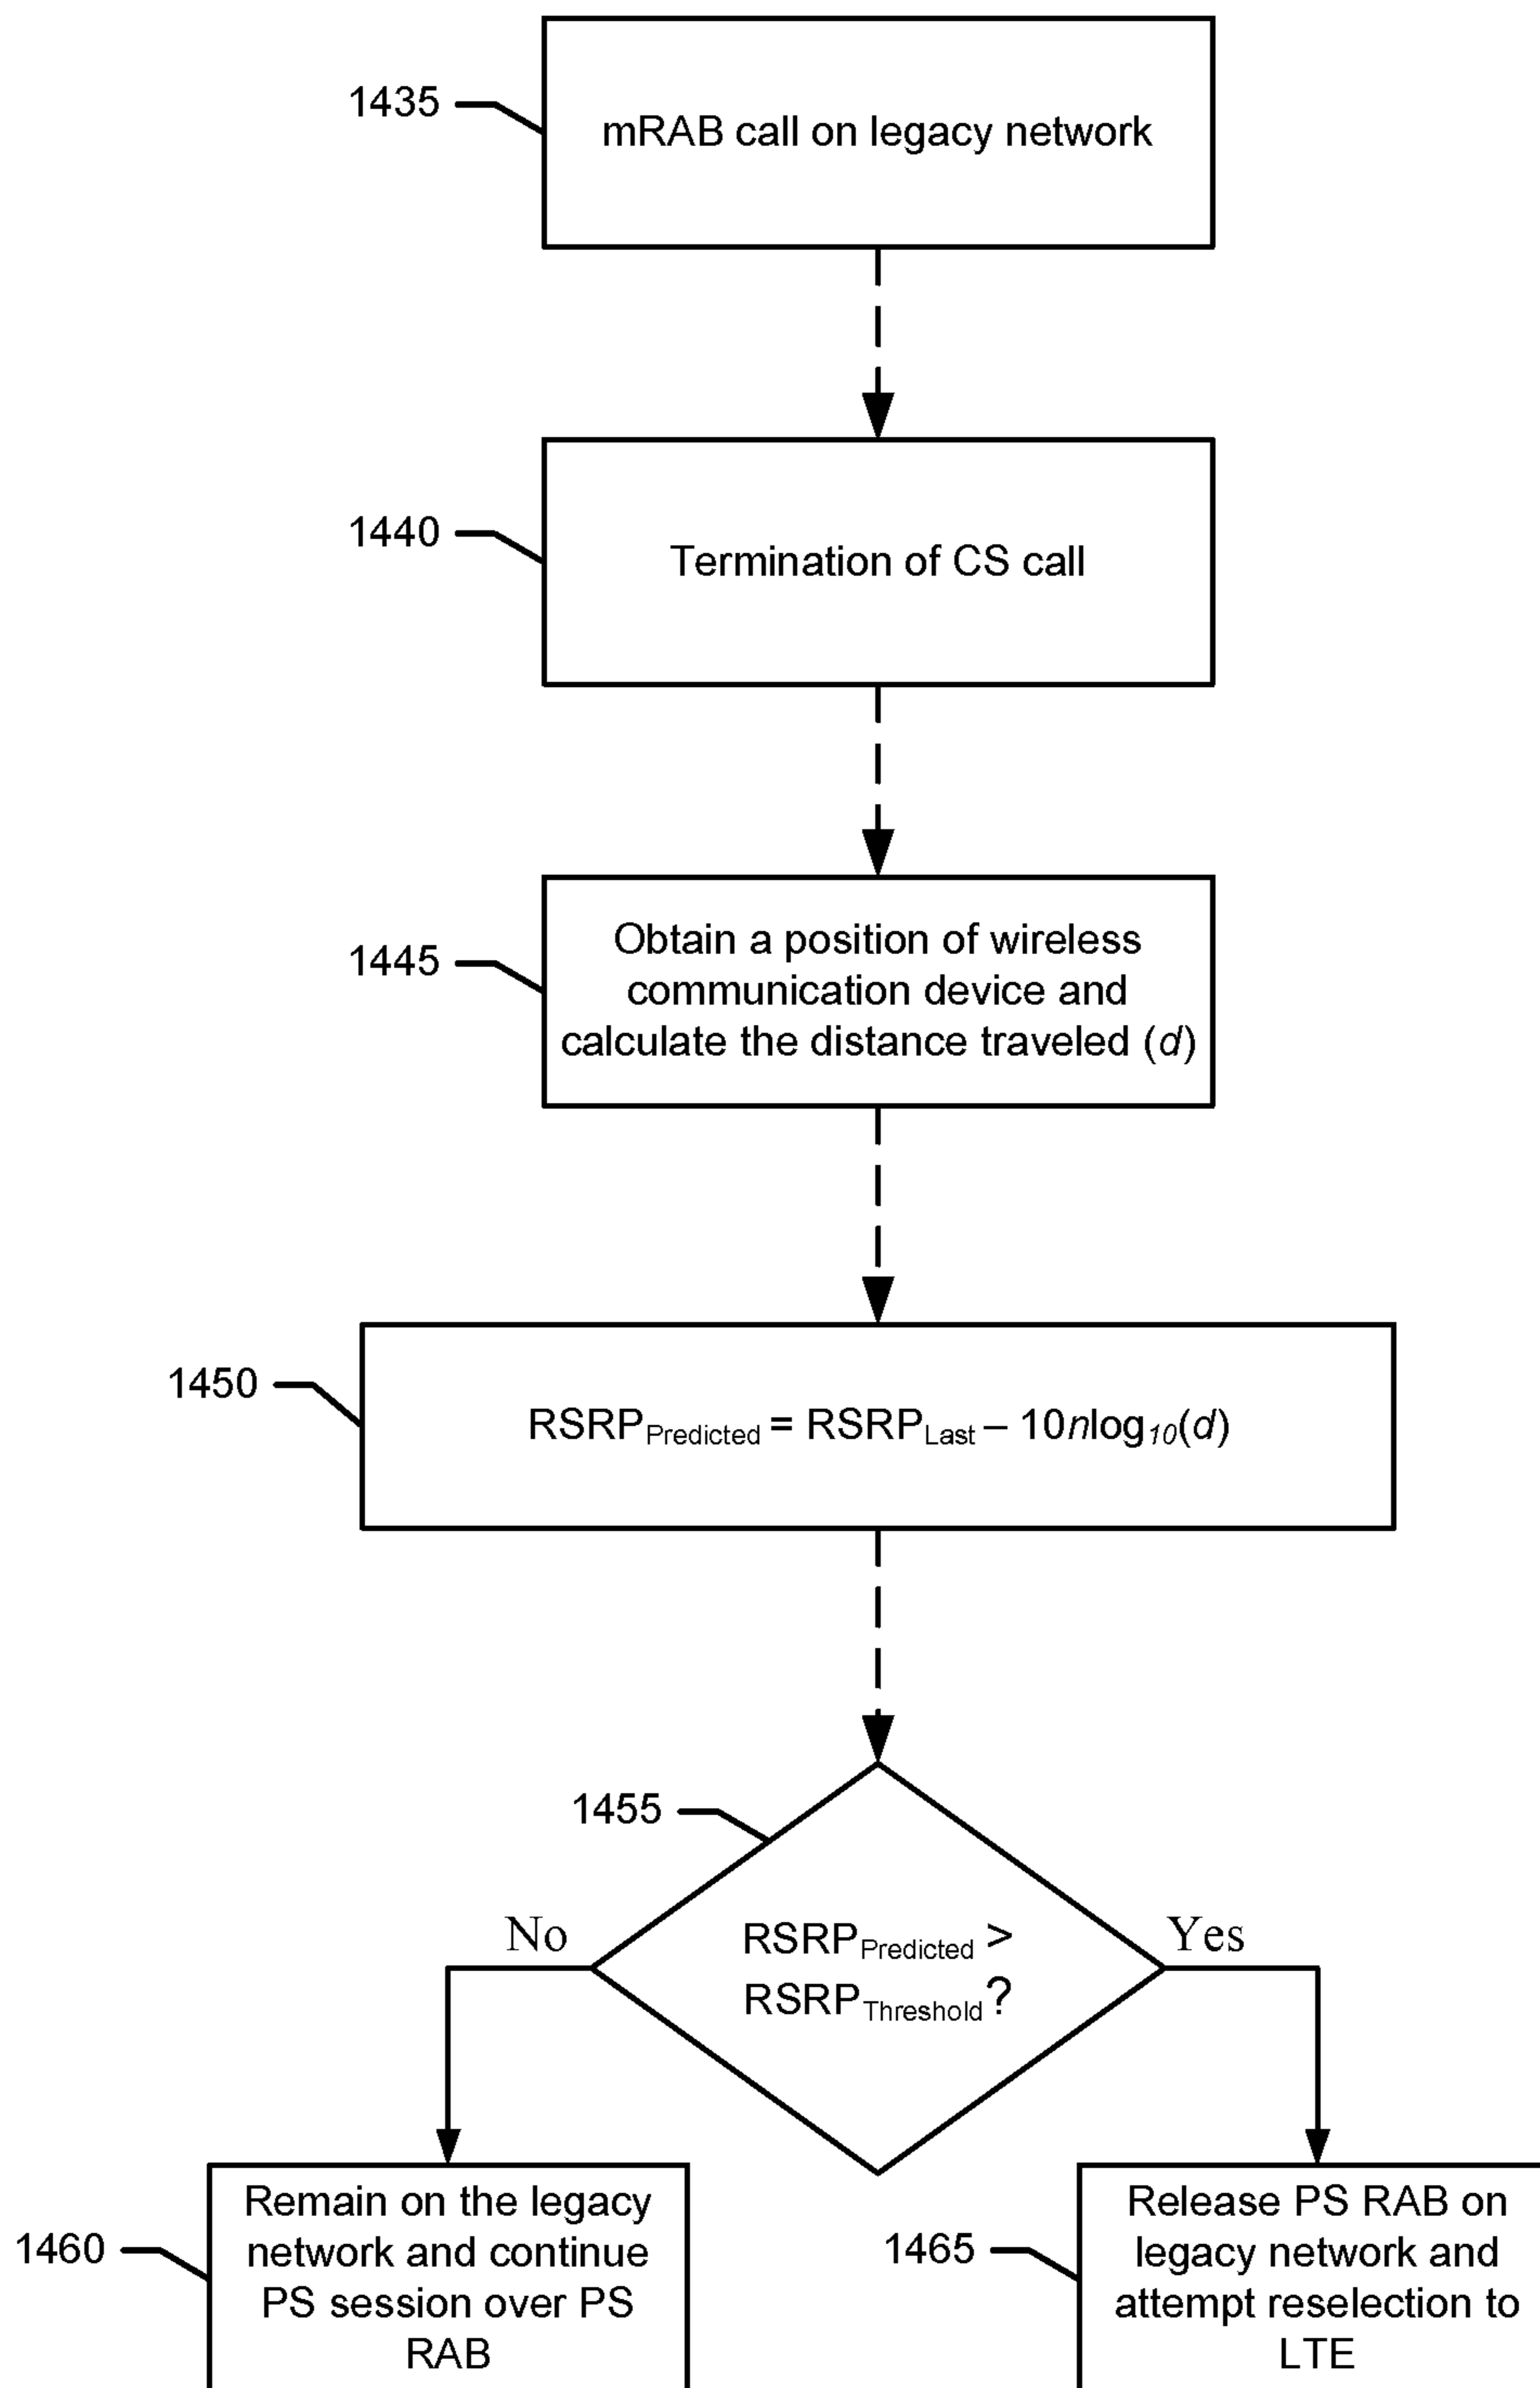 1435
mRAB call on legacy network
1440
Termination of CS call
1445
Obtain a position of wireless
communication device and
calculate the distance traveled (d)
1450
RSRPPredicted = RSRPLast – 10nlog10(d)
1455
No
RSRPPredicted >
RSRPThreshold?
Yes
1460
Remain on the legacy
network and continue
PS session over PS
RAB
1465
Release PS RAB on
legacy network and
attempt reselection to
LTE